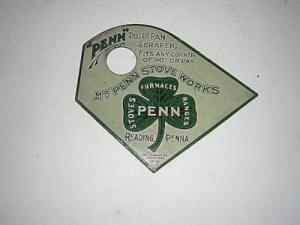 "PENN" POT AND PAN
SCRAPER,
FITS ANY CORNER
OF POT OR PAN
MT PENN STOVE WORKS
FURNACES
STOVES
PENN
RANGES
READING PENNA